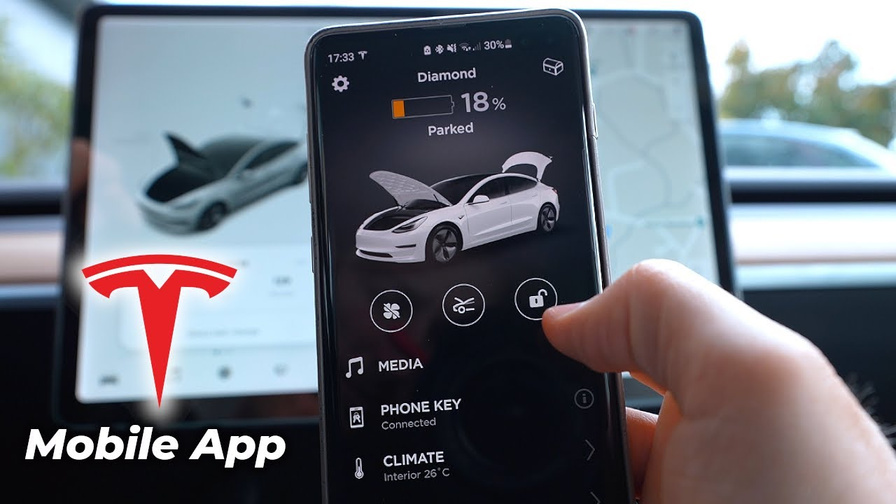 17:33
30%
Diamond
18%
Parked
MEDIA
PHONE KEY
Connected
CLIMATE
Interior 26°C
Mobile App